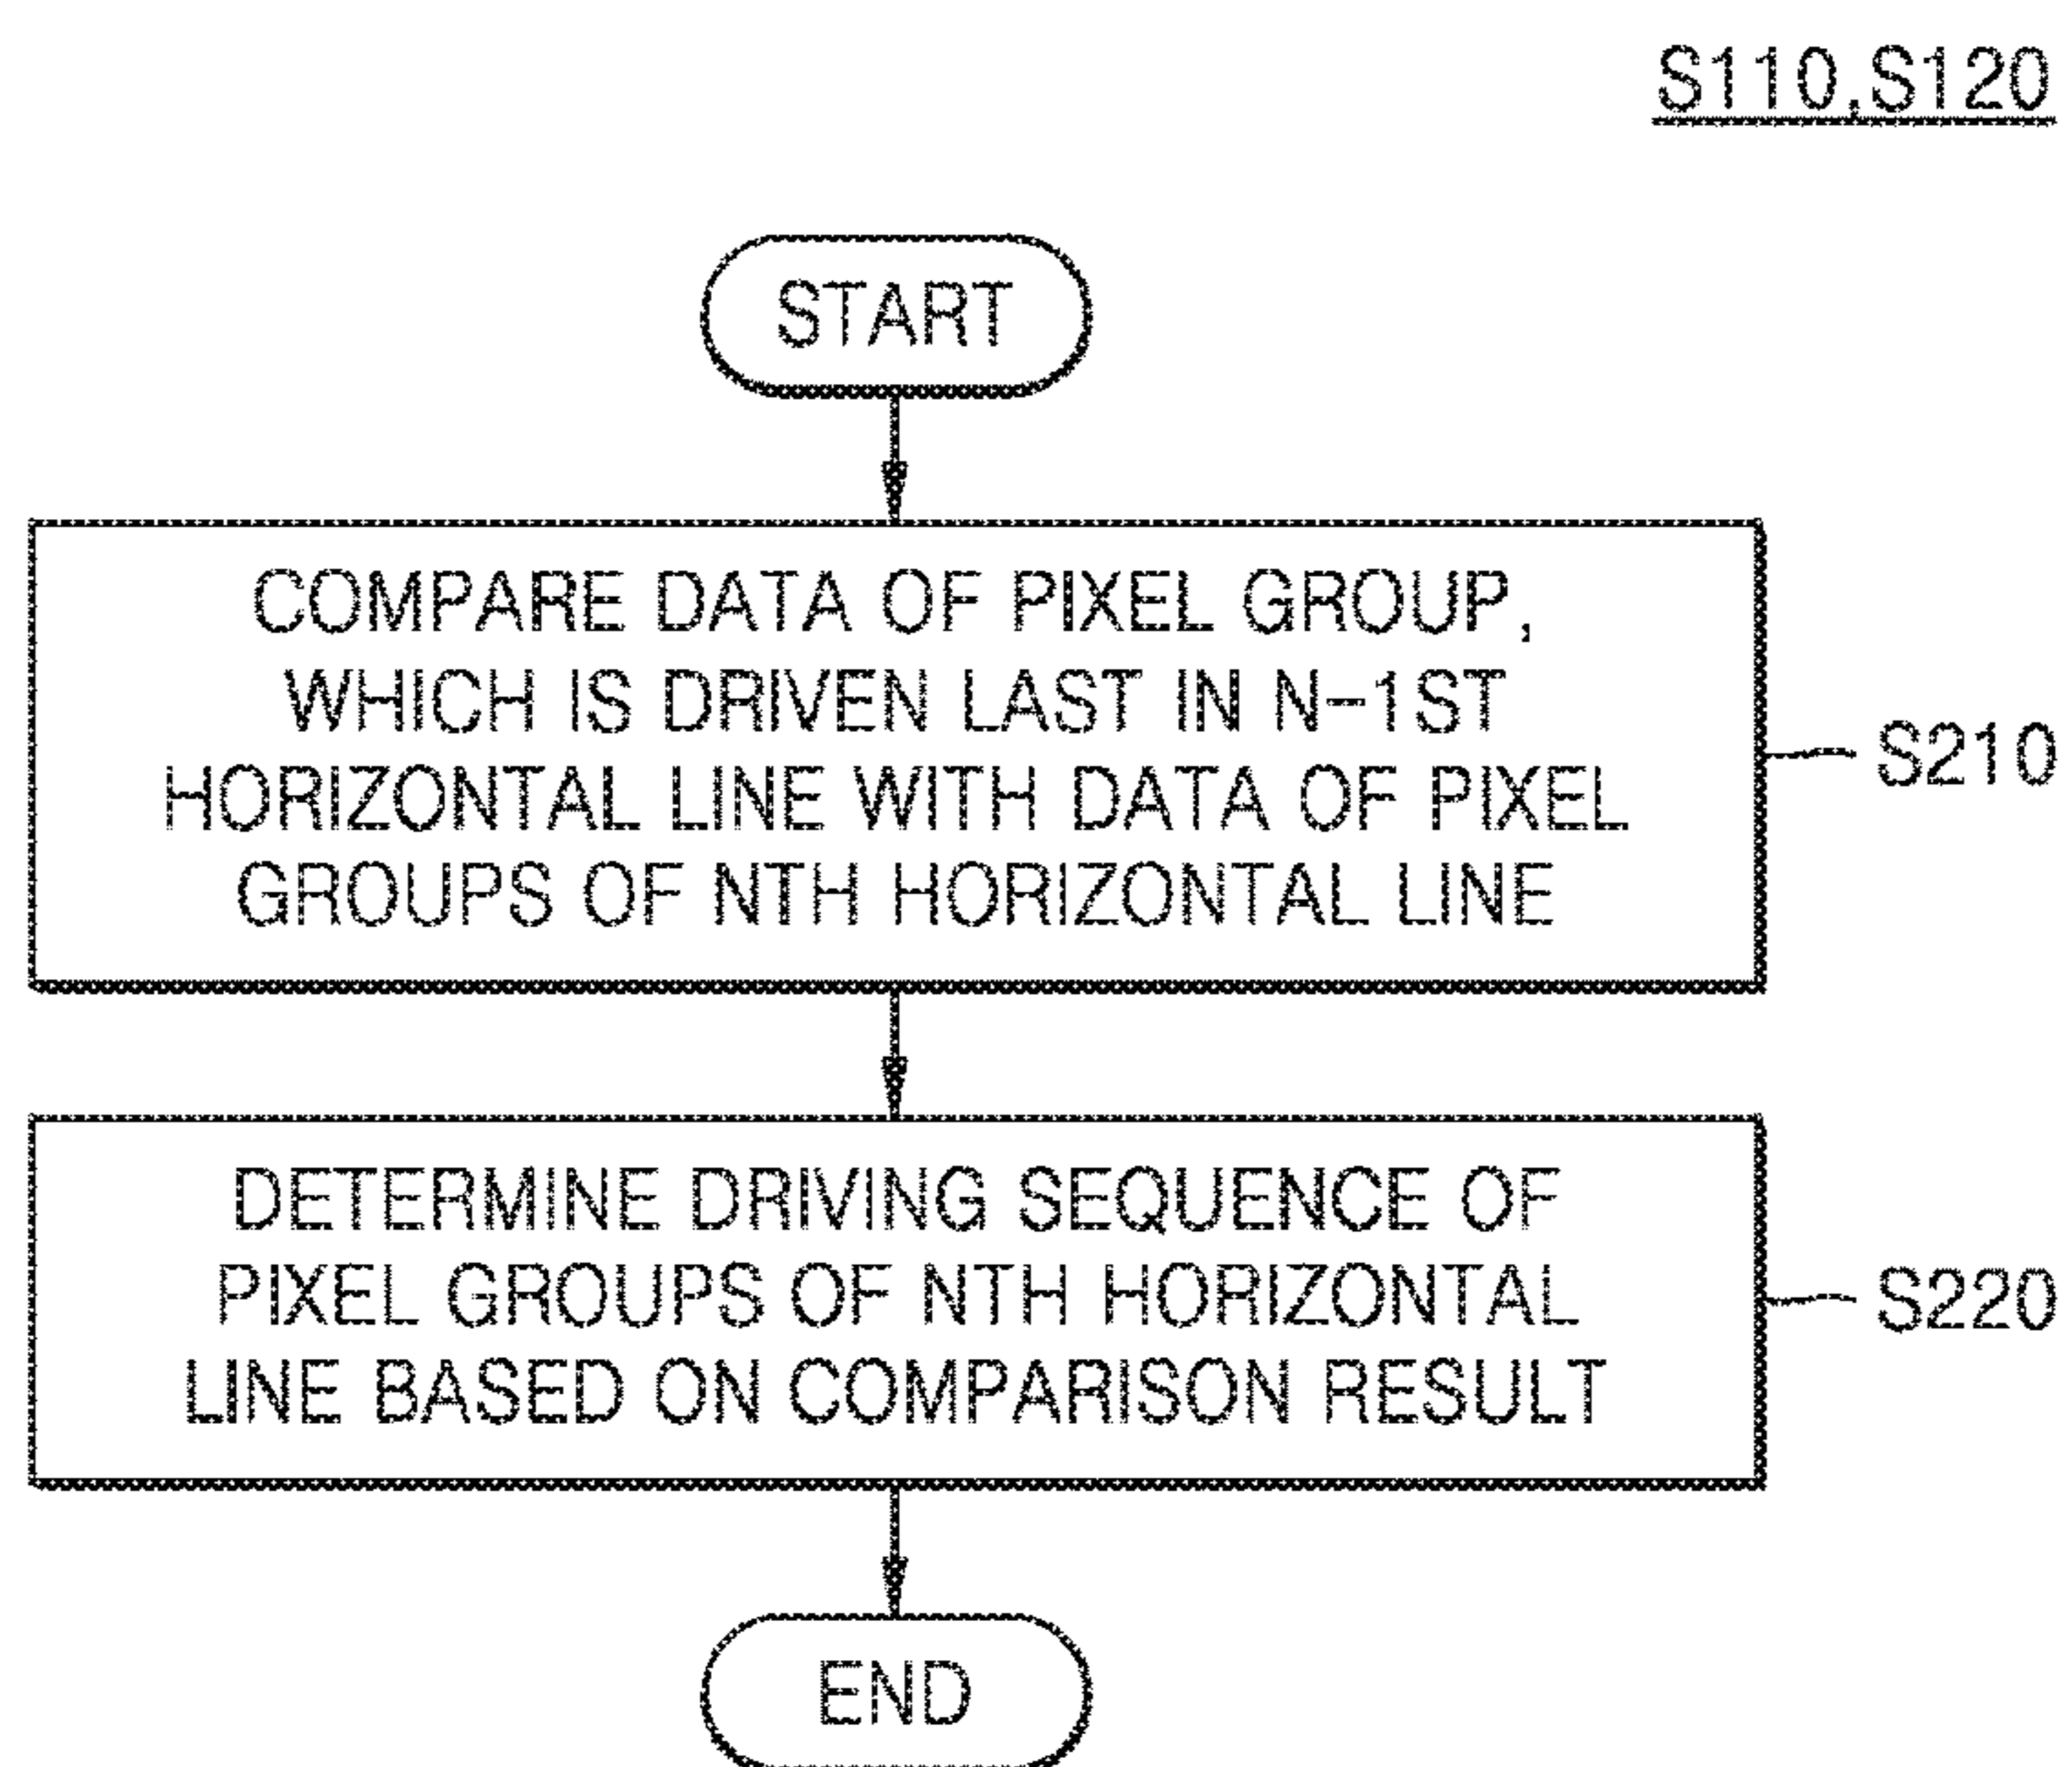 S110,S120
START
COMPARE DATA OF PIXEL GROUP,
WHICH IS DRIVEN LAST IN N-1ST
HORIZONTAL LINE WITH DATA OF PIXEL
GROUPS OF NTH HORIZONTAL LINE
S210
DETERMINE DRIVING SEQUENCE OF
PIXEL GROUPS OF NTH HORIZONTAL
LINE BASED ON COMPARISON RESULT
S220
END